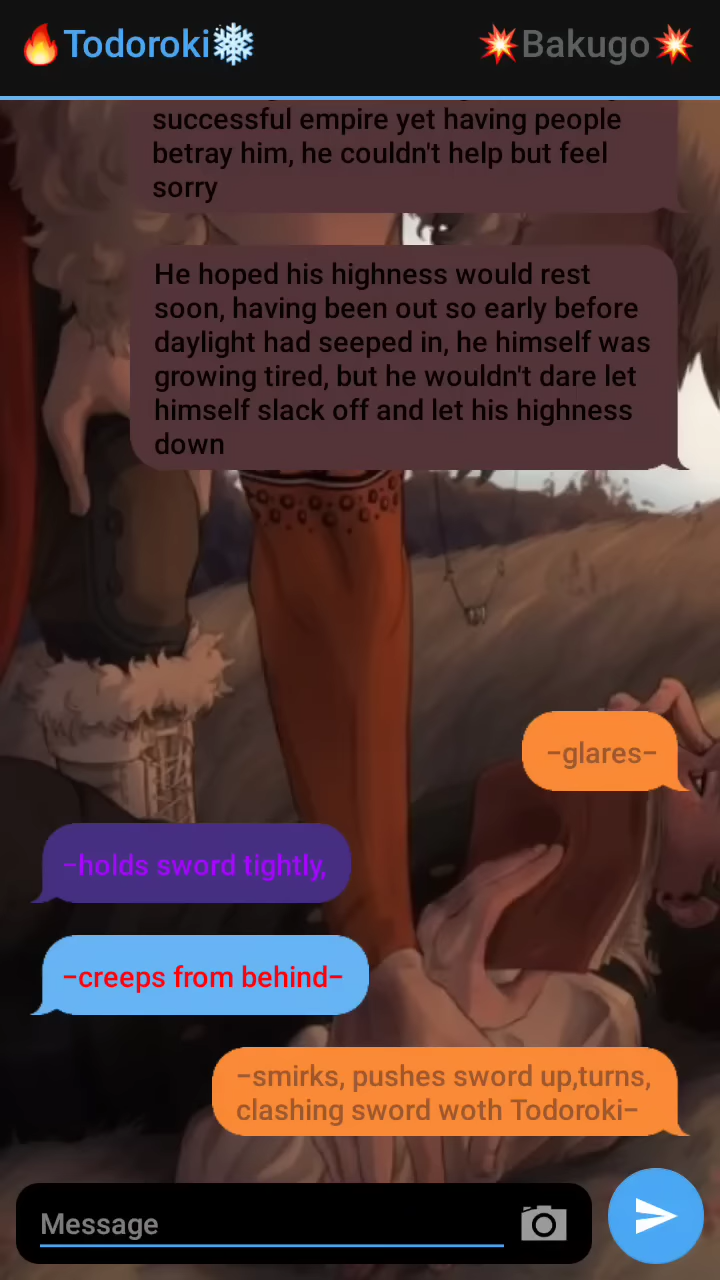 🔥Todoroki❄ 💥Bakugo💥
successful empire yet having people
betray him, he couldn't help but feel
sorry
He hoped his highness would rest
soon, having been out so early before
daylight had seeped in, he himself was
growing tired, but he wouldn't dare let
himself slack off and let his highness
down
–glares–
–holds sword tightly,
–creeps from behind–
–smirks, pushes sword up,turns,
clashing sword woth Todoroki–
Message